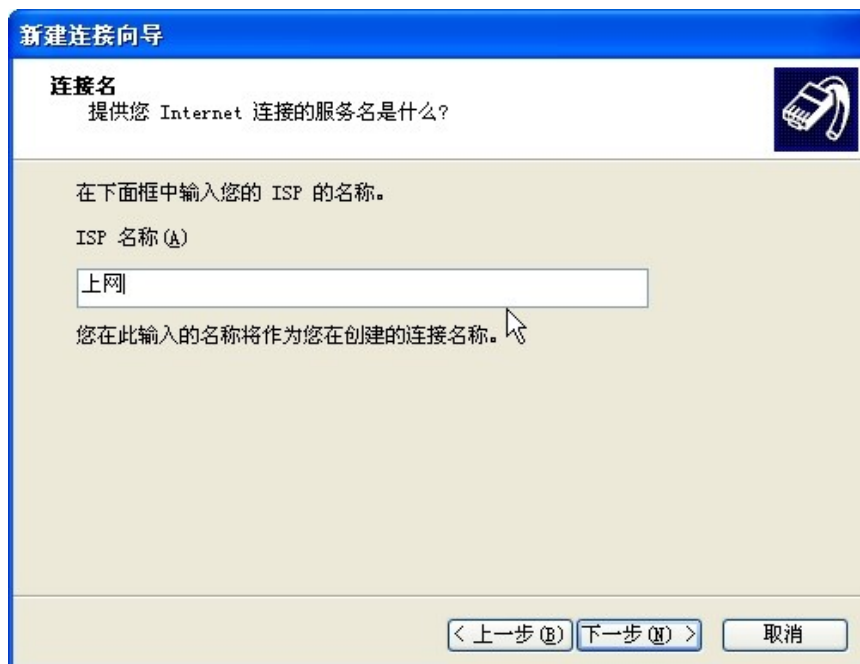 新建连接向导
连接名
提供您 Internet 连接的服务名是什么?
在下面框中输入您的 ISP 的名称。
ISP 名称(A)
上网
您在此输入的名称将作为您在创建的连接名称。
< 上一步(B) 下一步(N) > 取消